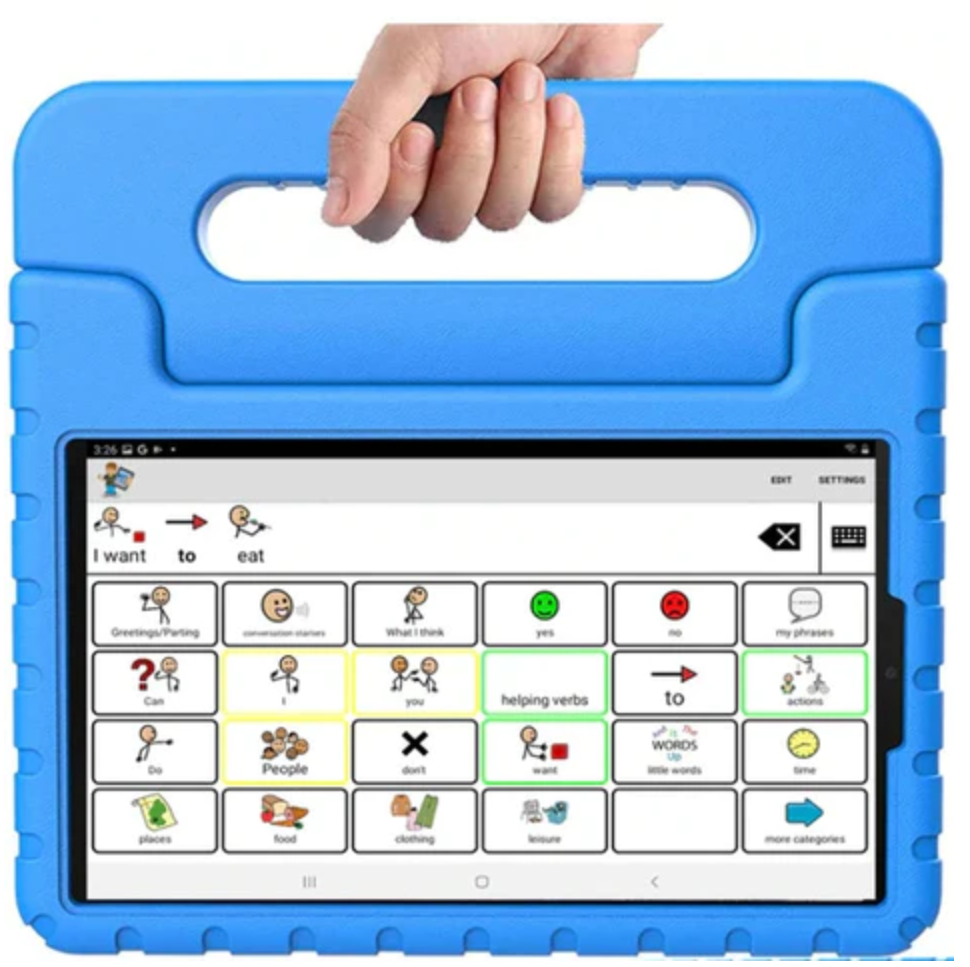 3:26
EDIT SETTINGS
I want to eat
Greetings/Parting conversation starters What I think yes no my phrases
Can I you helping verbs to actions
Do People don't want little words time
WORDS
Up
places food clothing leisure more categories